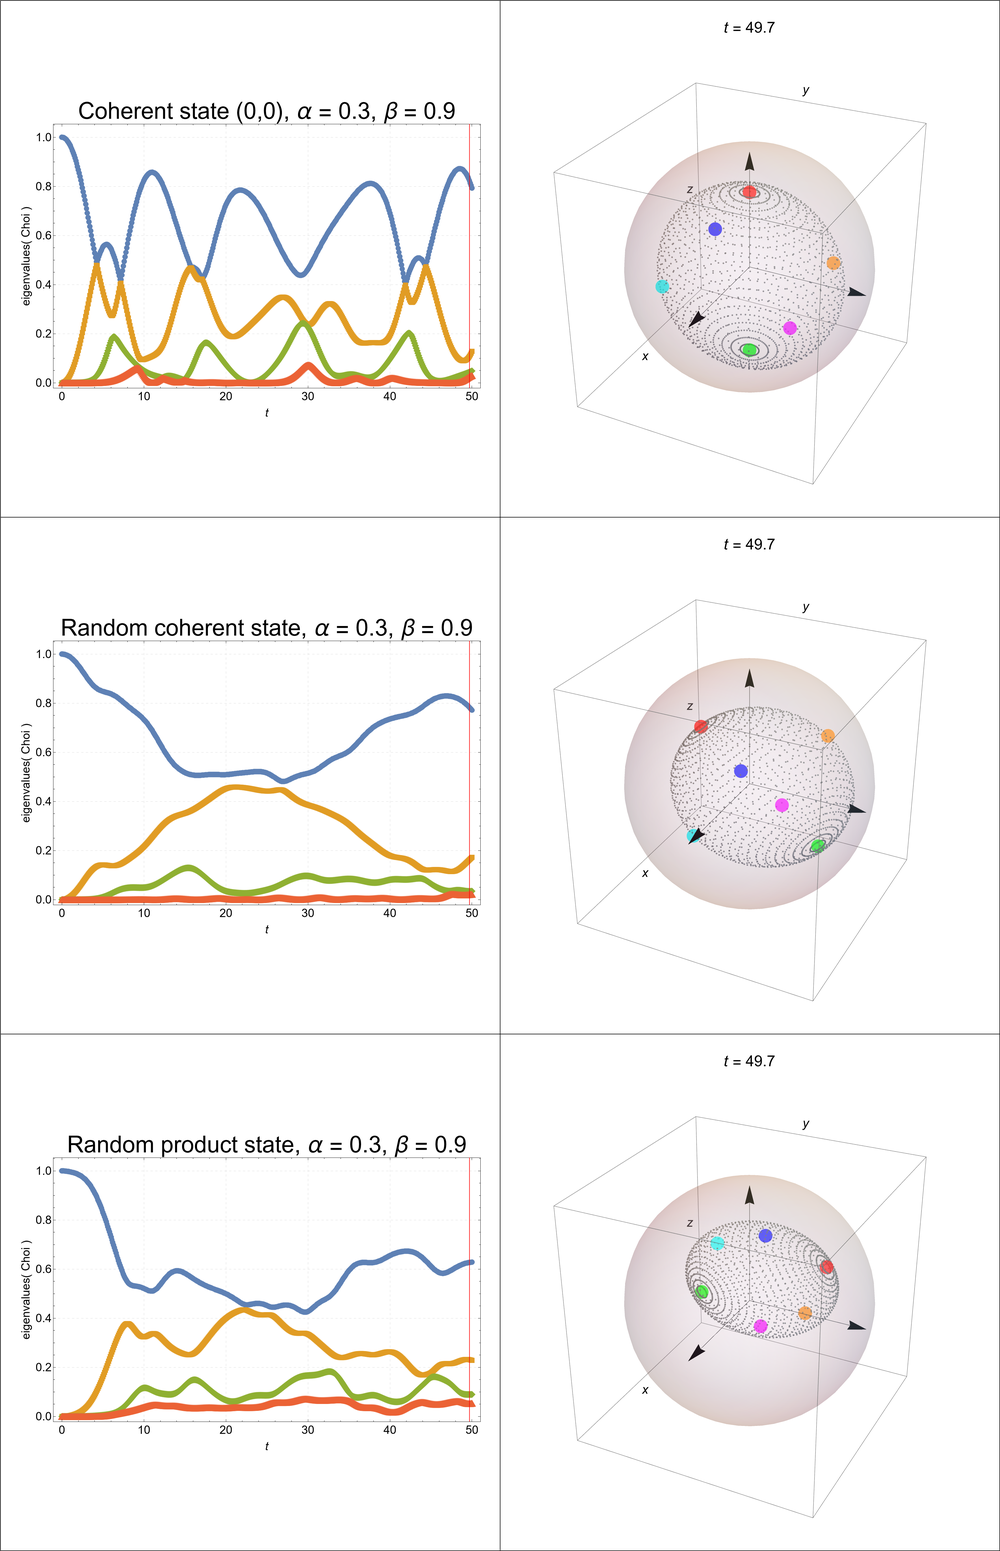 Coherent state (0,0), α = 0.3, β = 0.9
1.0
0.8
0.6
0.4
0.2
0.0
eigenvalues( Choi )
0 10 20 30 40 50
t
t = 49.7
y
z
x
Random coherent state, α = 0.3, β = 0.9
1.0
0.8
0.6
0.4
0.2
0.0
eigenvalues( Choi )
0 10 20 30 40 50
t
t = 49.7
y
z
x
Random product state, α = 0.3, β = 0.9
1.0
0.8
0.6
0.4
0.2
0.0
eigenvalues( Choi )
0 10 20 30 40 50
t
t = 49.7
y
z
x